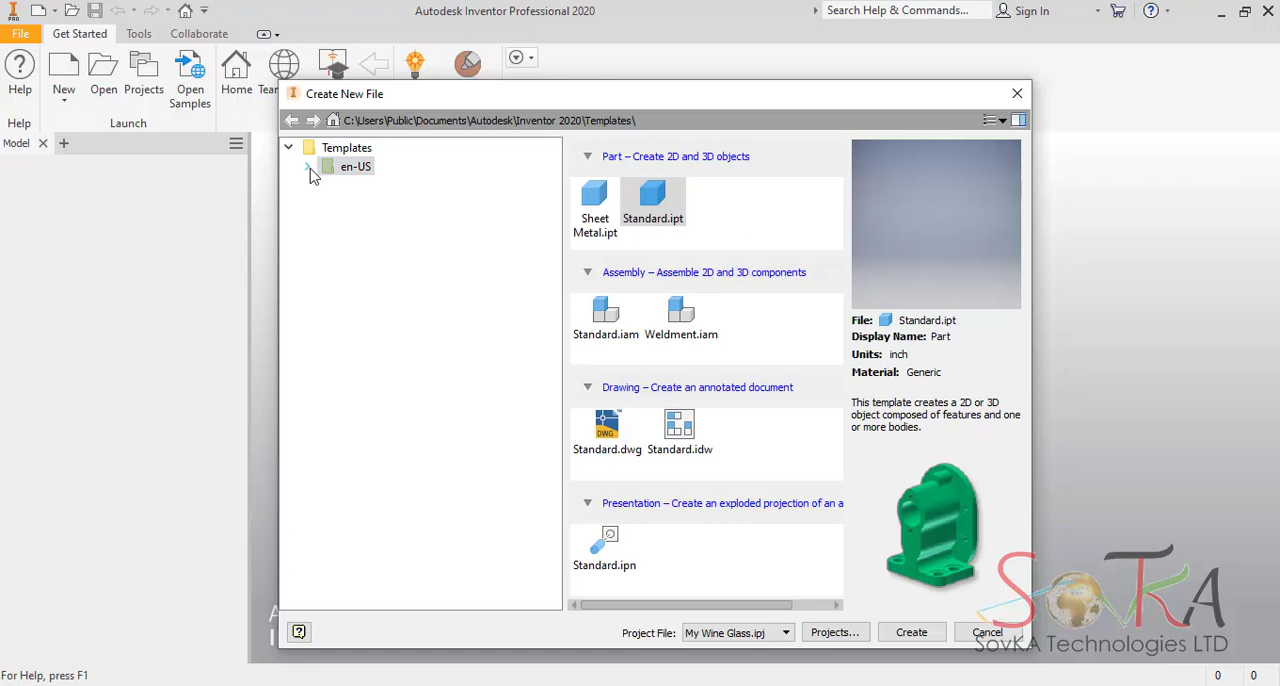 PRO
Autodesk Inventor Professional 2020
Search Help & Commands...
Sign In
File
Get Started
Tools
Collaborate
Help
New
Open
Projects
Open
Samples
Home
Help
Launch
Model
Create New File
C:\Users\Public\Documents\Autodesk\Inventor 2020\Templates\
Templates
en-US
Part – Create 2D and 3D objects
Sheet
Metal.ipt
Standard.ipt
Assembly – Assemble 2D and 3D components
Standard.iam
Weldment.iam
Drawing – Create an annotated document
DWG
Standard.dwg
Standard.idw
Presentation – Create an exploded projection of an a
Standard.ipn
File: Standard.ipt
Display Name: Part
Units: inch
Material: Generic
This template creates a 2D or 3D
object composed of features and one
or more bodies.
Project File:
My Wine Glass.ipj
Projects...
Create
Cancel
SovKA
SovKA Technologies LTD
For Help, press F1
0
0